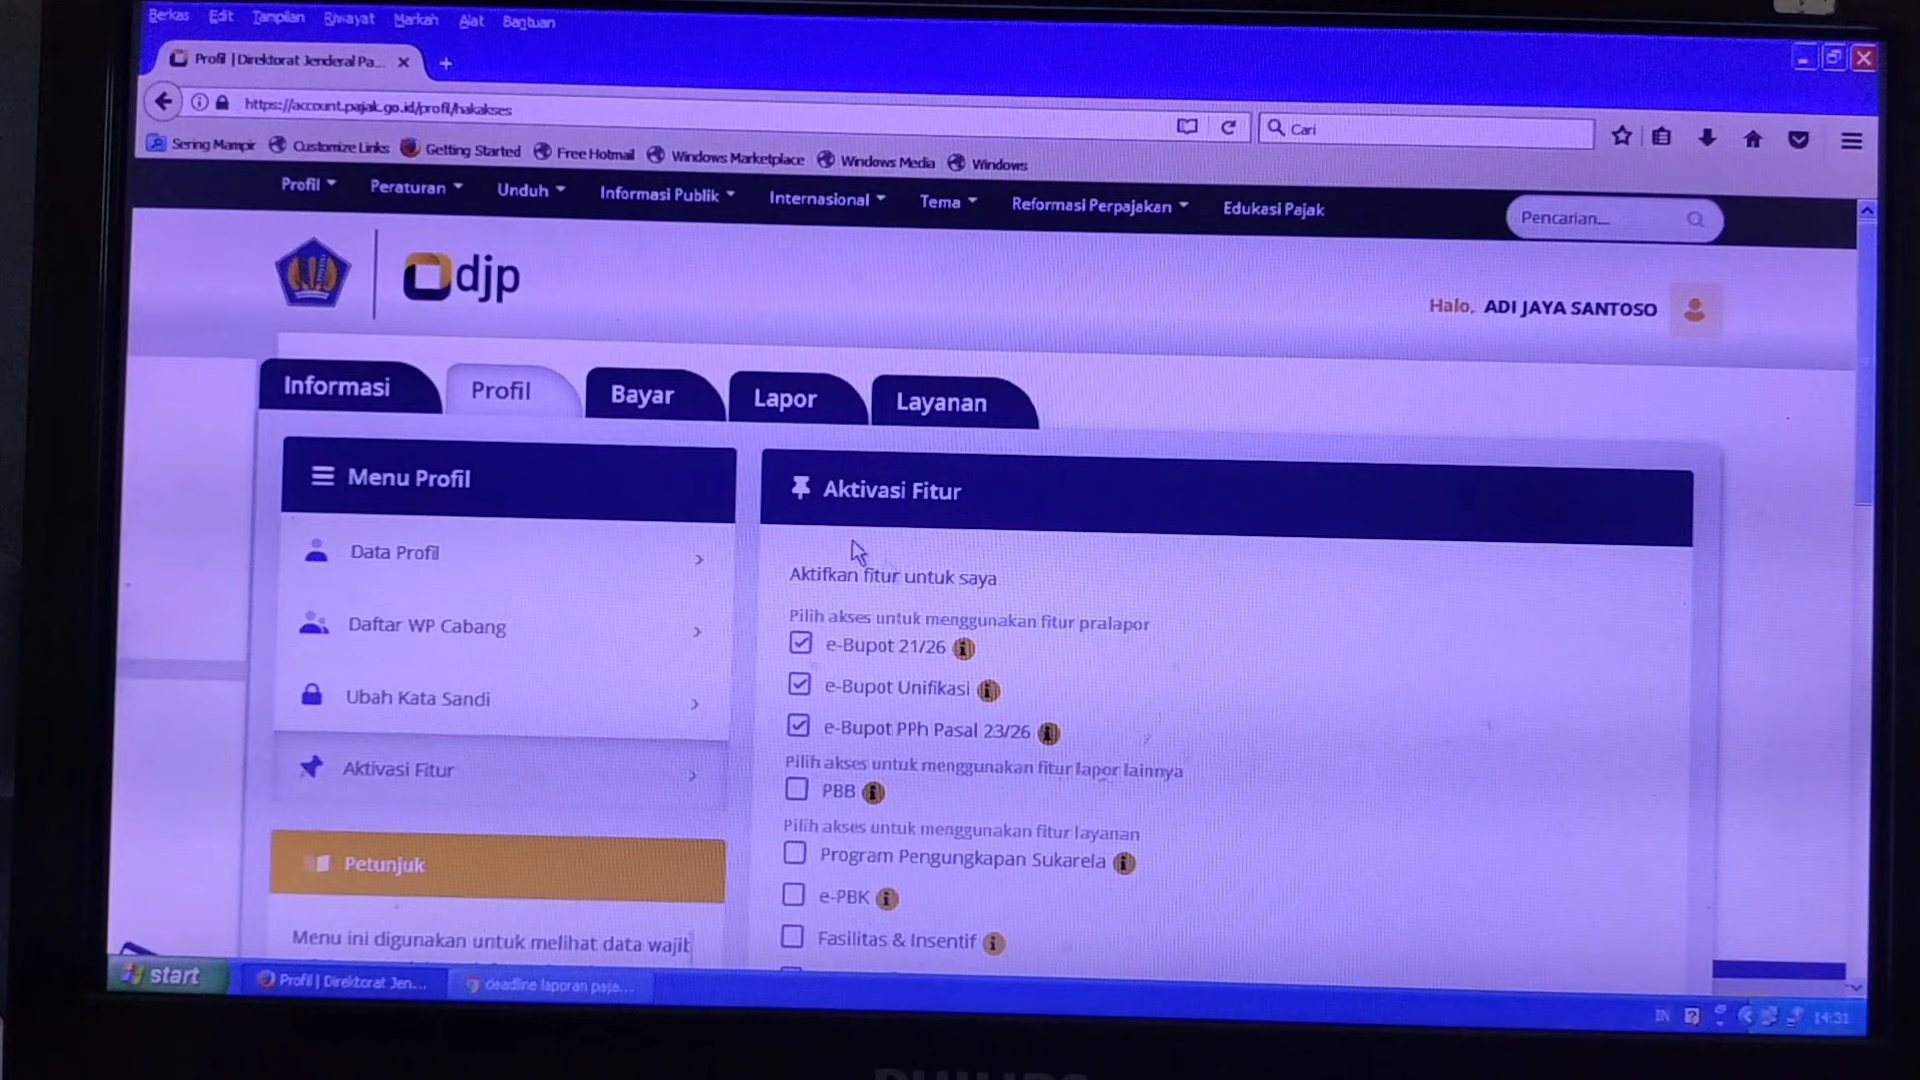 Berkas Edit Tampilan Riwayat Markah Alat Bantuan
Profil | Direktorat Jenderal Pa...
https://account.pajak.go.id/profil/hakakses
Cari
Sering Mampir Customize Links Getting Started Free Hotmail Windows Marketplace Windows Media Windows
Profil Peraturan Unduh Informasi Publik Internasional Tema Reformasi Perpajakan Edukasi Pajak
Pencarian...
djp
Halo, ADI JAYA SANTOSO
Informasi Profil Bayar Lapor Layanan
Menu Profil
Data Profil
Daftar WP Cabang
Ubah Kata Sandi
Aktivasi Fitur
Petunjuk
Menu ini digunakan untuk melihat data wajib
Aktivasi Fitur
Aktifkan fitur untuk saya
Pilih akses untuk menggunakan fitur pralapor
e-Bupot 21/26
e-Bupot Unifikasi
e-Bupot PPh Pasal 23/26
Pilih akses untuk menggunakan fitur lapor lainnya
PBB
Pilih akses untuk menggunakan fitur layanan
Program Pengungkapan Sukarela
e-PBK
Fasilitas & Insentif
start
Profil | Direktorat Jen...
deadline laporan paja...
IN
14:31